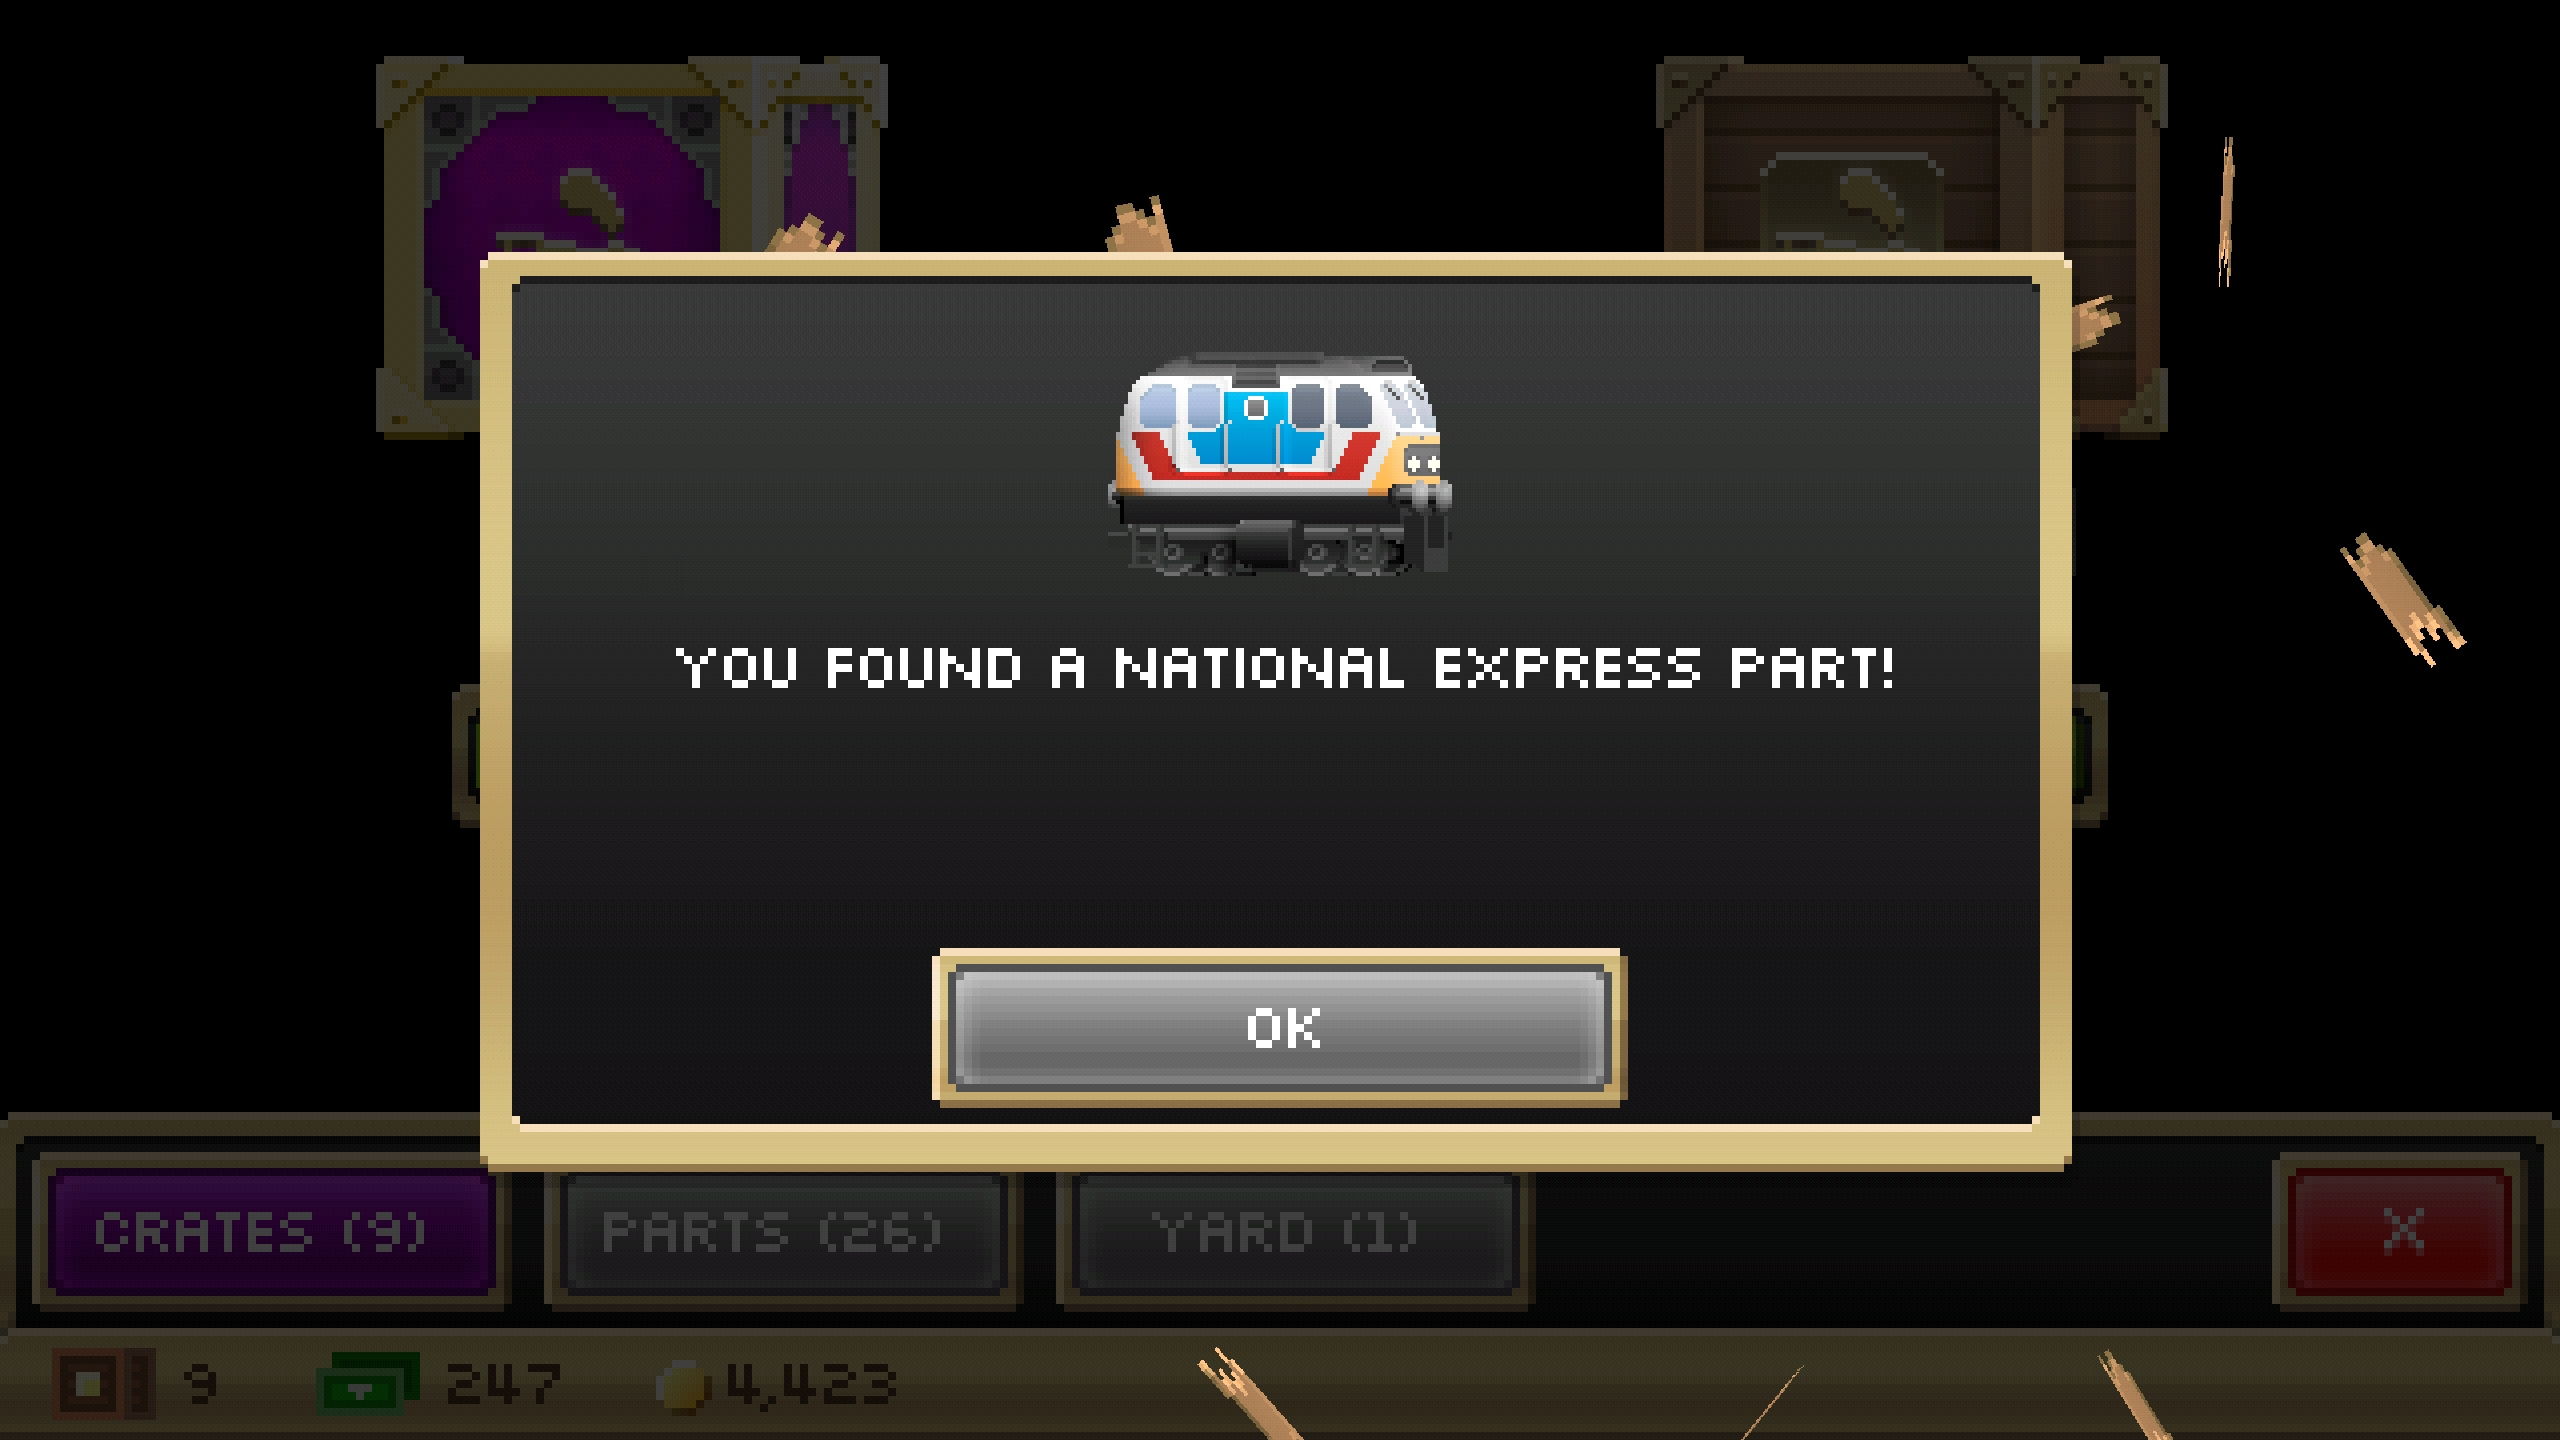 YOU FOUND A NATIONAL EXPRESS PART!
OK
CRATES (9)
PARTS (26)
YARD (1)
X
9
247
4,423